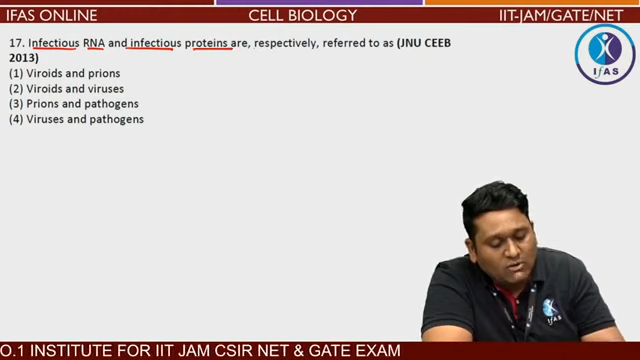 IFAS ONLINE
CELL BIOLOGY
IIT-JAM/GATE/NET
17. Infectious RNA and infectious proteins are, respectively, referred to as (JNU CEEB
2013)
(1) Viroids and prions
(2) Viroids and viruses
(3) Prions and pathogens
(4) Viruses and pathogens
iFAS
iFAS
O.1 INSTITUTE FOR IIT JAM CSIR NET & GATE EXAM